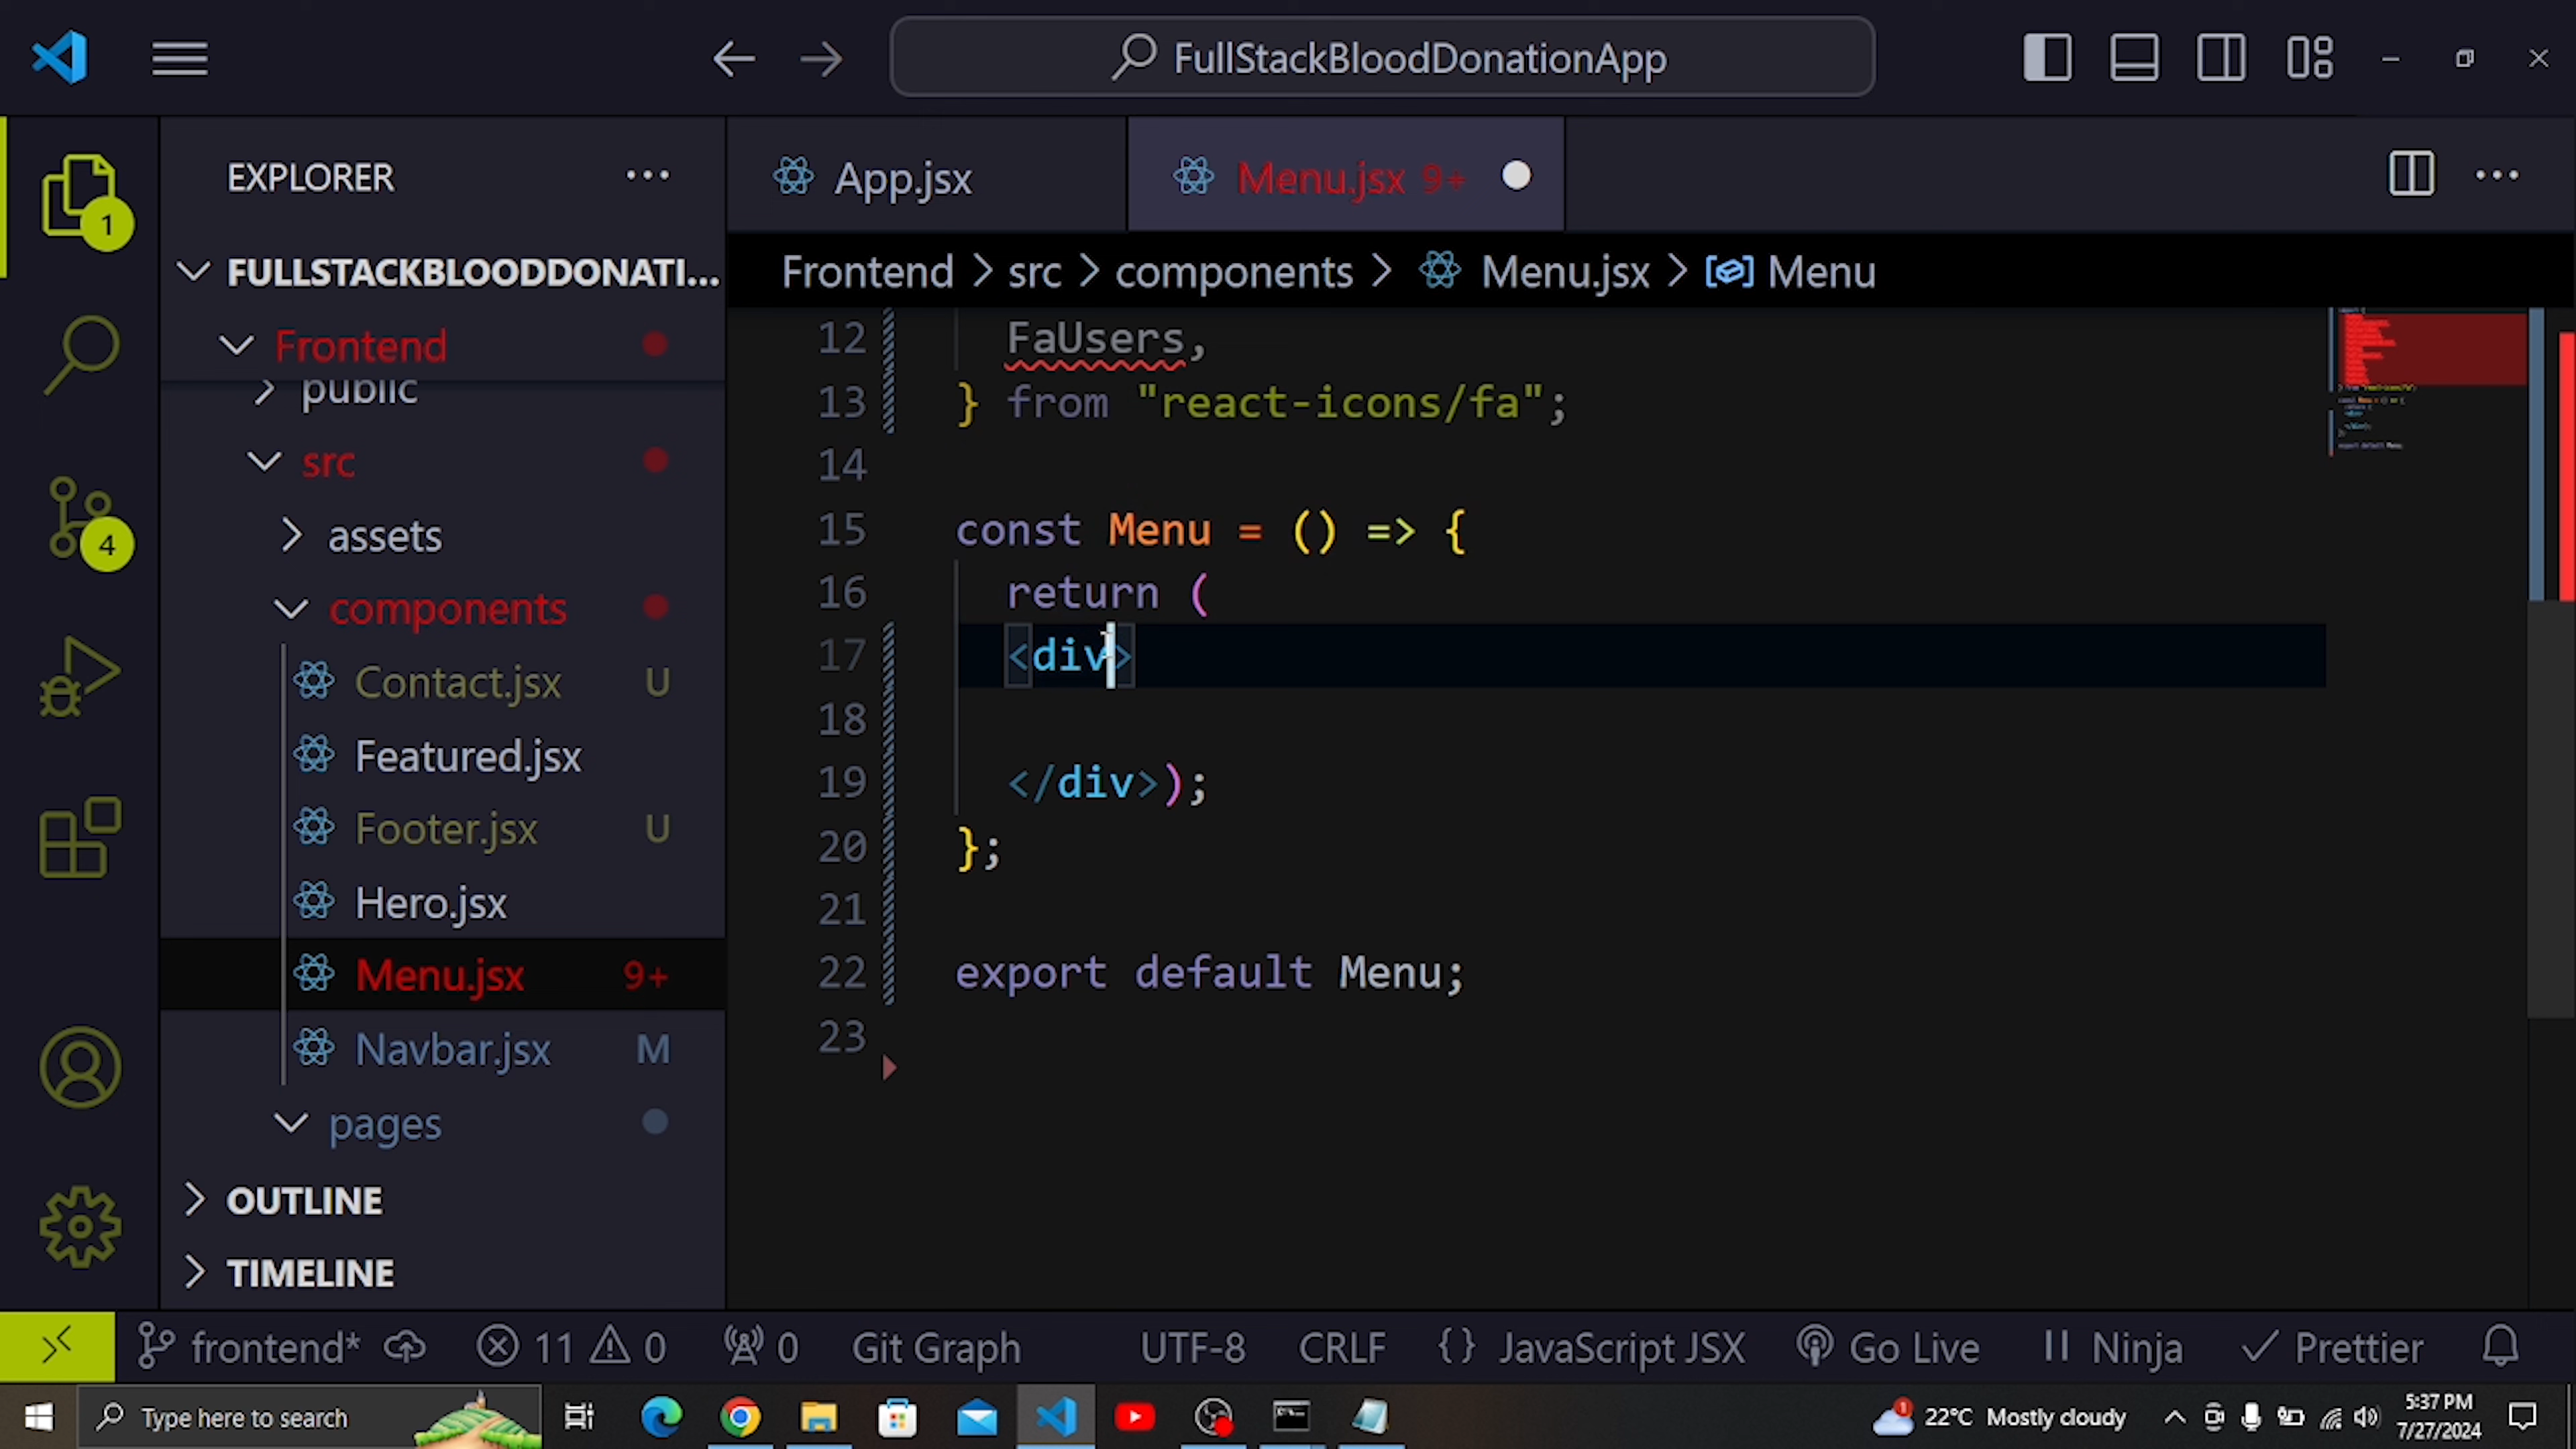 FullStackBloodDonationApp
EXPLORER
App.jsx
Menu.jsx 9+
1
FULLSTACKBLOODDONATI...
Frontend > src > components > Menu.jsx > Menu
Frontend
public
src
assets
components
Contact.jsx U
Featured.jsx
Footer.jsx U
Hero.jsx
Menu.jsx 9+
Navbar.jsx M
pages
OUTLINE
TIMELINE
4
12 FaUsers,
13 } from "react-icons/fa";
14
15 const Menu = () => {
16 return (
17 <div>
18
19 </div>);
20 };
21
22 export default Menu;
23
frontend* 11 0 0 Git Graph UTF-8 CRLF {} JavaScript JSX Go Live Ninja Prettier
Type here to search
1
22°C Mostly cloudy
5:37 PM
7/27/2024